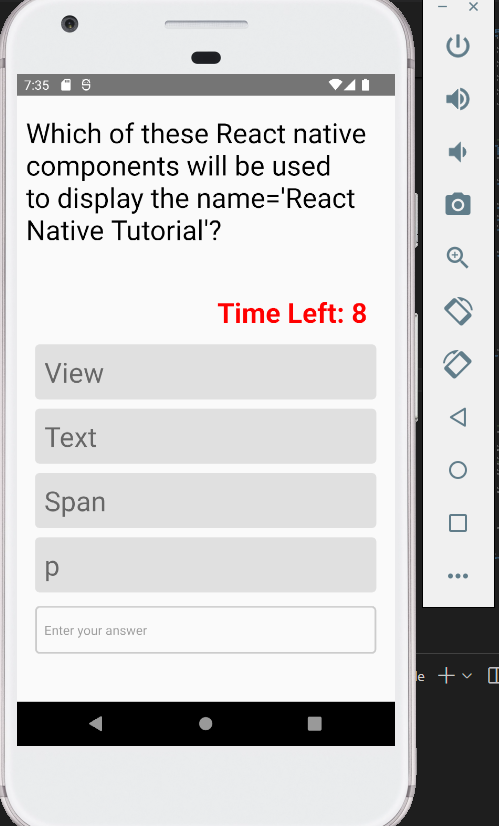 7:35
Which of these React native
components will be used
to display the name='React
Native Tutorial'?
Time Left: 8
View
Text
Span
p
Enter your answer